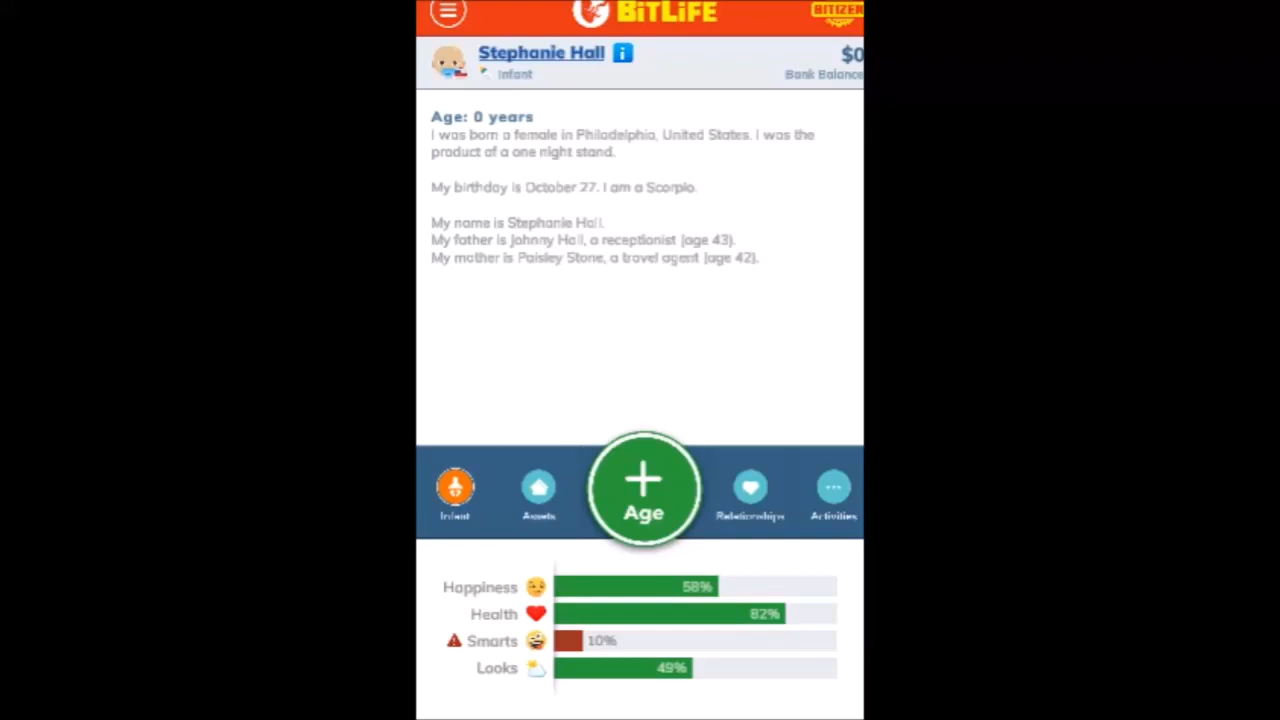 BitLife
BITIZEN
Stephanie Hall
$0
Infant
Bank Balance
Age: 0 years
I was born a female in Philadelphia, United States. I was the
product of a one night stand.
My birthday is October 27. I am a Scorpio.
My name is Stephanie Hall.
My father is Johnny Hall, a receptionist (age 43).
My mother is Paisley Stone, a travel agent (age 42).
Infant
Assets
Age
Relationships
Activities
Happiness 58%
Health 82%
Smarts 10%
Looks 49%